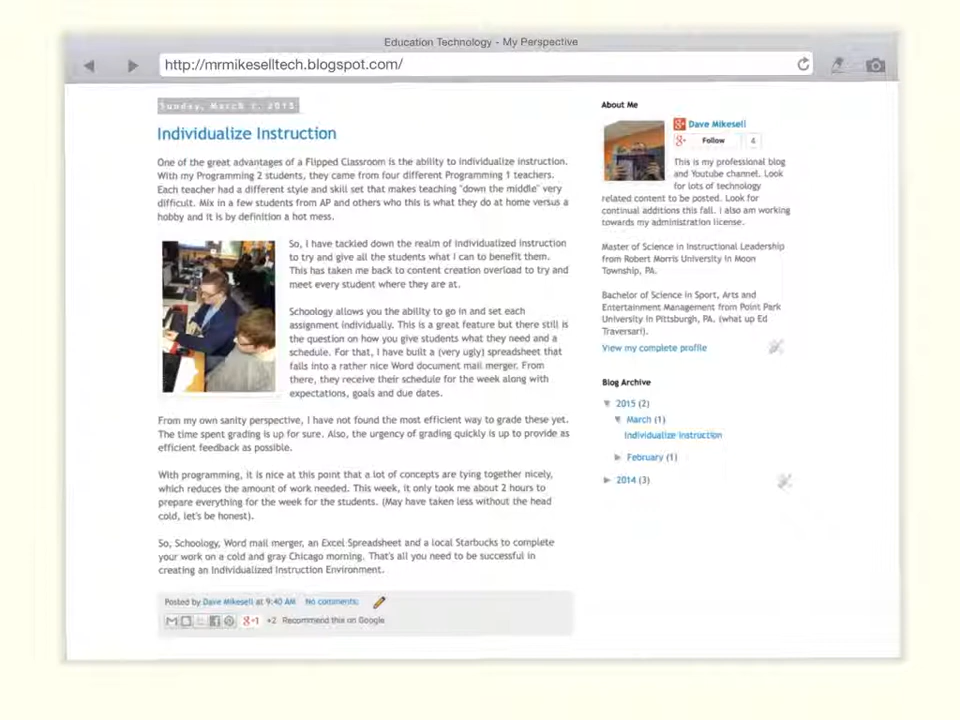 Education Technology - My Perspective
http://mrmikeselltech.blogspot.com/
Individualize Instruction
One of the great advantages of a Flipped Classroom is the ability to individualize instruction.
With my Programming 2 students, they came from four different Programming 1 teachers.
Each teacher had a different style and skill set that makes teaching "down the middle" very
difficult. Mix in a few students from AP and others who this is what they do at home versus a
hobby and it is by definition a hot mess.
So, I have tackled down the realm of individualized instruction
to try and give all the students what I can to benefit them.
This has taken me back to content creation overload to try and
meet every student where they are at.
Schoology allows you the ability to go in and set each
assignment individually. This is a great feature but there still is
the question on how you give students what they need and a
schedule. For that, I have built a (very ugly) spreadsheet that
falls into a rather nice Word document mail merger. From
there, they receive their schedule for the week along with
expectations, goals and due dates.
From my own sanity perspective, I have not found the most efficient way to grade these yet.
The time spent grading is up for sure. Also, the urgency of grading quickly is up to provide as
efficient feedback as possible.
With programming, it is nice at this point that a lot of concepts are tying together nicely,
which reduces the amount of work needed. This week, it only took me about 2 hours to
prepare everything for the week for the students. (May have taken less without the head
cold, let's be honest).
So, Schoology, Word mail merger, an Excel Spreadsheet and a local Starbucks to complete
your work on a cold and gray Chicago morning. That's all you need to be successful in
creating an Individualized Instruction Environment.
Posted by Dave Mikesell at 9:40 AM No comments:
g+1 +2 Recommend this on Google
About Me
Dave Mikesell
Follow 4
This is my professional blog
and Youtube channel. Look
for lots of technology
related content to be posted. Look for
continual additions this fall. I also am working
towards my administration license.
Master of Science in Instructional Leadership
from Robert Morris University in Moon
Township, PA.
Bachelor of Science in Sport, Arts and
Entertainment Management from Point Park
University in Pittsburgh, PA. (what up Ed
Traversari).
View my complete profile
Blog Archive
▼ 2015 (2)
▼ March (1)
Individualize Instruction
► February (1)
► 2014 (3)